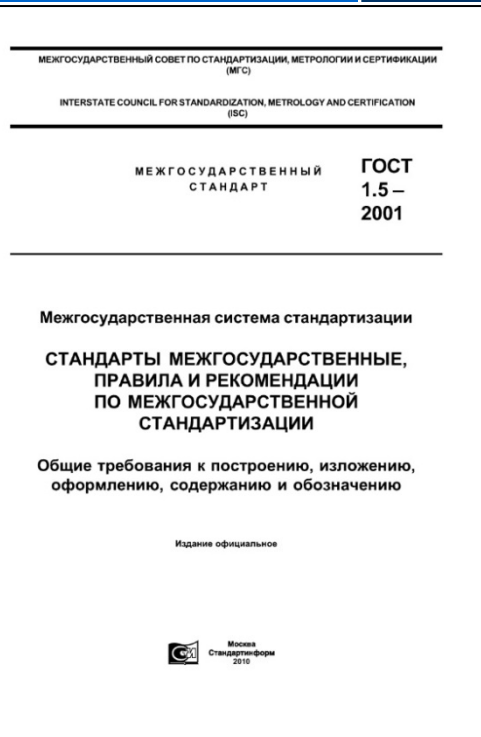 МЕЖГОСУДАРСТВЕННЫЙ СОВЕТ ПО СТАНДАРТИЗАЦИИ, МЕТРОЛОГИИ И СЕРТИФИКАЦИИ
(МГС)
INTERSTATE COUNCIL FOR STANDARDIZATION, METROLOGY AND CERTIFICATION
(ISC)
МЕЖГОСУДАРСТВЕННЫЙ
СТАНДАРТ
ГОСТ
1.5–
2001
Межгосударственная система стандартизации
СТАНДАРТЫ МЕЖГОСУДАРСТВЕННЫЕ,
ПРАВИЛА И РЕКОМЕНДАЦИИ
ПО МЕЖГОСУДАРСТВЕННОЙ
СТАНДАРТИЗАЦИИ
Общие требования к построению, изложению,
оформлению, содержанию и обозначению
Издание официальное
Москва
Стандартинформ
2010